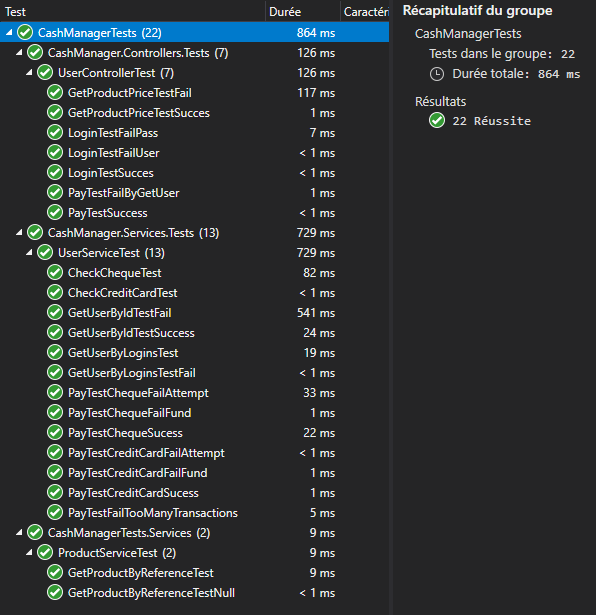 Test Durée Caractér
CashManagerTests (22) 864 ms
CashManager.Controllers.Tests (7) 126 ms
UserControllerTest (7) 126 ms
GetProductPriceTestFail 117 ms
GetProductPriceTestSucces 1 ms
LoginTestFailPass 7 ms
LoginTestFailUser < 1 ms
LoginTestSucces < 1 ms
PayTestFailByGetUser 1 ms
PayTestSuccess < 1 ms
CashManager.Services.Tests (13) 729 ms
UserServiceTest (13) 729 ms
CheckChequeTest 82 ms
CheckCreditCardTest < 1 ms
GetUserByIdTestFail 541 ms
GetUserByIdTestSuccess 24 ms
GetUserByLoginsTest 19 ms
GetUserByLoginsTestFail < 1 ms
PayTestChequeFailAttempt 33 ms
PayTestChequeFailFund 1 ms
PayTestChequeSucess 22 ms
PayTestCreditCardFailAttempt < 1 ms
PayTestCreditCardFailFund 1 ms
PayTestCreditCardSucess 1 ms
PayTestFailTooManyTransactions 5 ms
CashManagerTests.Services (2) 9 ms
ProductServiceTest (2) 9 ms
GetProductByReferenceTest 9 ms
GetProductByReferenceTestNull < 1 ms
Récapitulatif du groupe
CashManagerTests
Tests dans le groupe: 22
Durée totale: 864 ms
Résultats
22 Réussite